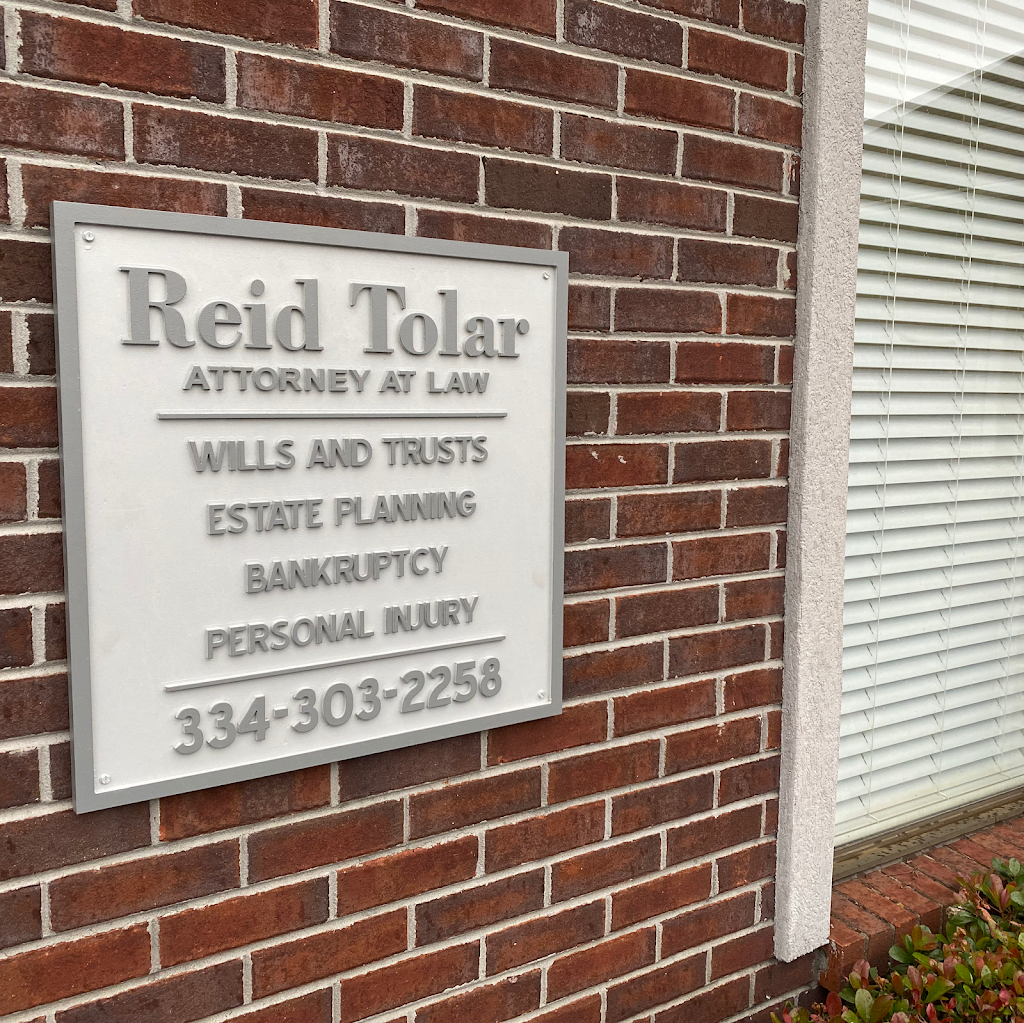 Reid Tolar
ATTORNEY AT LAW
WILLS AND TRUSTS
ESTATE PLANNING
BANKRUPTCY
PERSONAL INJURY
334-303-2258